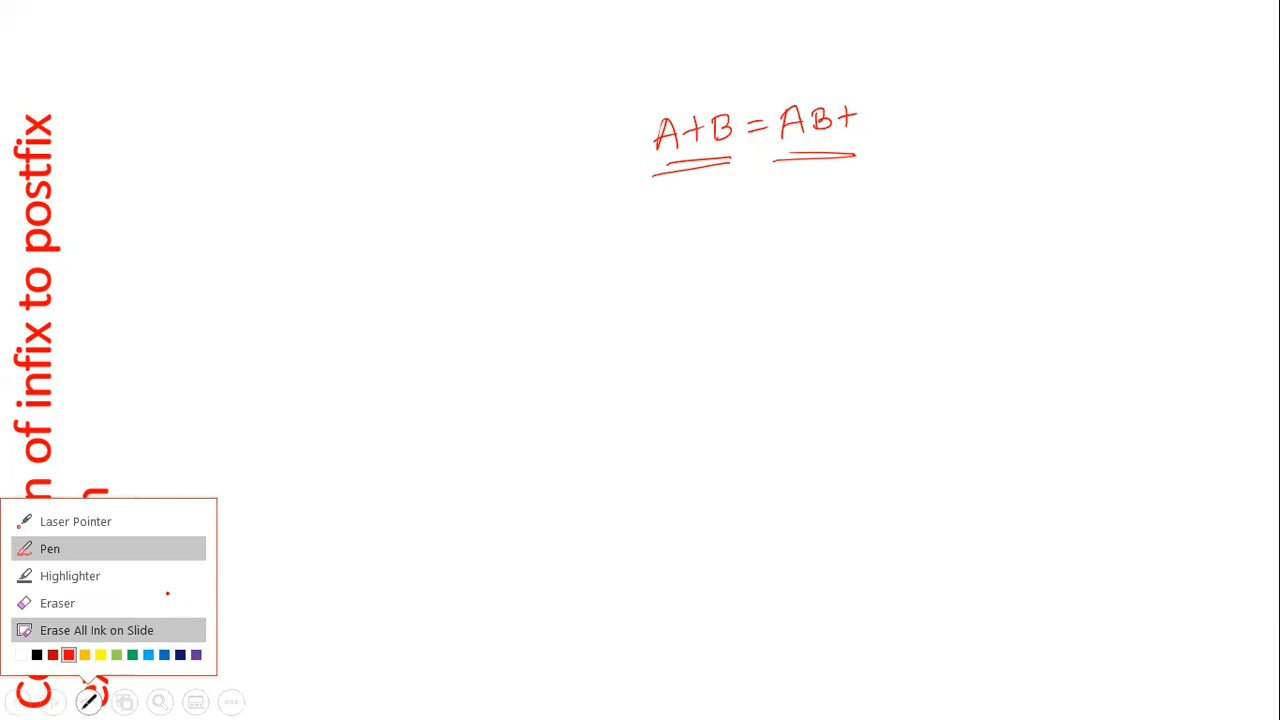 of infix to postfix
A+B = AB+
Laser Pointer
Pen
Highlighter
Eraser
Erase All Ink on Slide